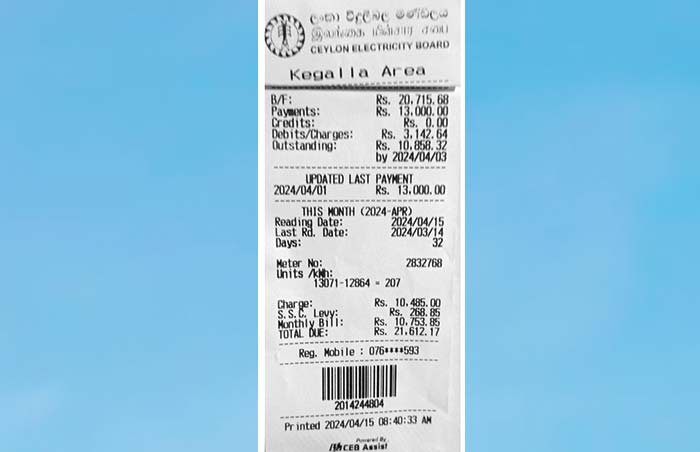 ලංකා විදුලිබල මණ්ඩලය
இலங்கை மின்சார சபை
CEYLON ELECTRICITY BOARD
Kegalla Area
B/F: Rs. 20,715.68
Payments: Rs. 13,000.00
Credits: Rs. 0.00
Debits/Charges: Rs. 3,142.64
Outstanding: Rs. 10,858.32
by 2024/04/03
UPDATED LAST PAYMENT
2024/04/01 Rs. 13,000.00
THIS MONTH (2024-APR)
Reading Date: 2024/04/15
Last Rd. Date: 2024/03/14
Days: 32
Meter No: 2832768
Units /kWh:
13071-12864 = 207
Charge: Rs. 10,485.00
S.S.C. Levy: Rs. 268.85
Monthly Bill: Rs. 10,753.85
TOTAL DUE: Rs. 21,612.17
Reg. Mobile : 076****593
2014244804
Printed 2024/04/15 08:40:33 AM
Powered By
CEB Assist